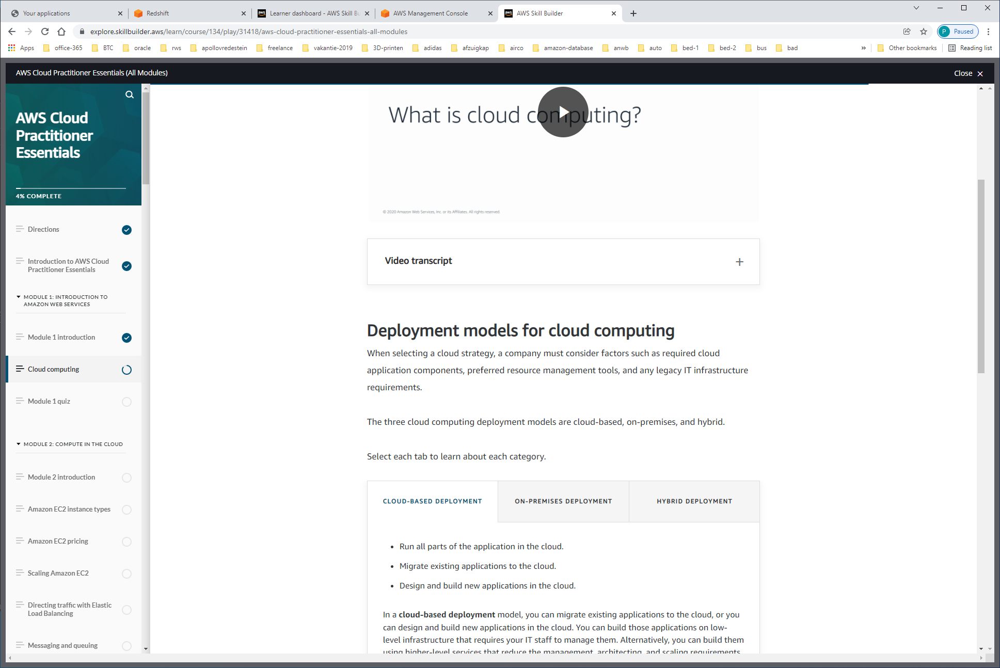 Your applications
Redshift
Learner dashboard - AWS Skill Bu
AWS Management Console
AWS Skill Builder
explore.skillbuilder.aws/learn/course/134/play/31418/aws-cloud-practitioner-essentials-all-modules
P Paused
Apps
office-365
BTC
oracle
rws
apollovredestein
freelance
vakantie-2019
3D-printen
adidas
afzuigkap
airco
amazon-database
anwb
auto
bed-1
bed-2
bus
bad
»
Other bookmarks
Reading list
AWS Cloud Practitioner Essentials (All Modules)
Close
AWS Cloud
Practitioner
Essentials
4% COMPLETE
Directions
Introduction to AWS Cloud
Practitioner Essentials
MODULE 1: INTRODUCTION TO
AMAZON WEB SERVICES
Module 1 introduction
Cloud computing
Module 1 quiz
MODULE 2: COMPUTE IN THE CLOUD
Module 2 introduction
Amazon EC2 instance types
Amazon EC2 pricing
Scaling Amazon EC2
Directing traffic with Elastic
Load Balancing
Messaging and queuing
What is cloud computing?
© 2020 Amazon Web Services, Inc. or its Affiliates. All rights reserved.
Video transcript
Deployment models for cloud computing
When selecting a cloud strategy, a company must consider factors such as required cloud
application components, preferred resource management tools, and any legacy IT infrastructure
requirements.
The three cloud computing deployment models are cloud-based, on-premises, and hybrid.
Select each tab to learn about each category.
CLOUD-BASED DEPLOYMENT
ON-PREMISES DEPLOYMENT
HYBRID DEPLOYMENT
• Run all parts of the application in the cloud.
• Migrate existing applications to the cloud.
• Design and build new applications in the cloud.
In a cloud-based deployment model, you can migrate existing applications to the cloud, or you
can design and build new applications in the cloud. You can build those applications on low-
level infrastructure that requires your IT staff to manage them. Alternatively, you can build them
using higher-level services that reduce the management, architecting, and scaling requirements